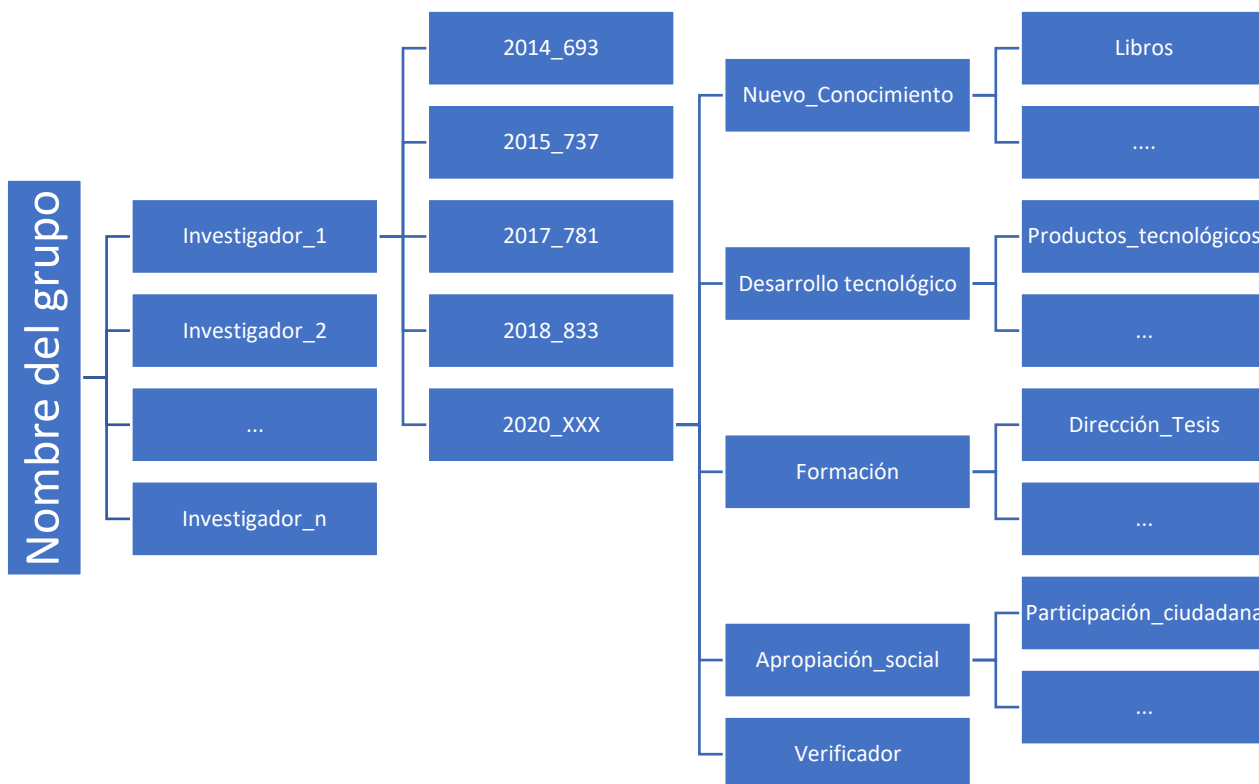 Nombre del grupo
Investigador_1
Investigador_2
...
Investigador_n
2014_693
2015_737
2017_781
2018_833
2020_XXX
Nuevo_Conocimiento
Desarrollo tecnológico
Formación
Apropiación_social
Verificador
Libros
....
Productos_tecnológicos
...
Dirección_Tesis
...
Participación_ciudadana
...